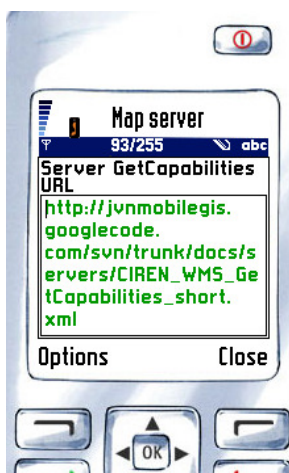 Map server
93/255 abc
Server GetCapabilities
URL
http://jvnmobilegis.
googlecode.
com/svn/trunk/docs/s
ervers/CIREN_WMS_Ge
tCapabilities_short.
xml
Options Close
OK